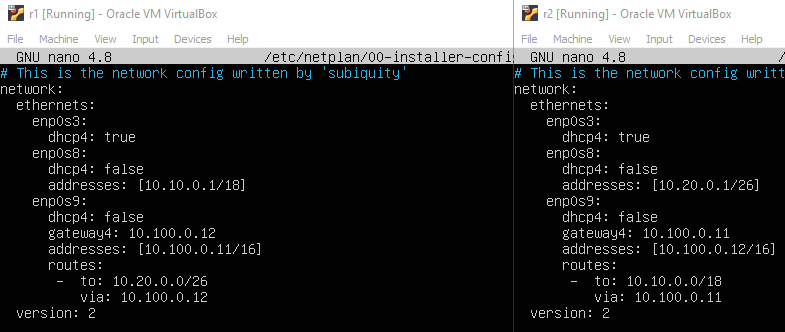 r1 [Running] - Oracle VM VirtualBox
File Machine View Input Devices Help
GNU nano 4.8 /etc/netplan/00-installer-confi
# This is the network config written by 'subiquity'
network:
  ethernets:
    enp0s3:
      dhcp4: true
    enp0s8:
      dhcp4: false
      addresses: [10.10.0.1/18]
    enp0s9:
      dhcp4: false
      gateway4: 10.100.0.12
      addresses: [10.100.0.11/16]
      routes:
       - to: 10.20.0.0/26
         via: 10.100.0.12
  version: 2
r2 [Running] - Oracle VM VirtualBox
File Machine View Input Devices Help
GNU nano 4.8 /
# This is the network config writt
network:
  ethernets:
    enp0s3:
      dhcp4: true
    enp0s8:
      dhcp4: false
      addresses: [10.20.0.1/26]
    enp0s9:
      dhcp4: false
      gateway4: 10.100.0.11
      addresses: [10.100.0.12/16]
      routes:
       - to: 10.10.0.0/18
         via: 10.100.0.11
  version: 2